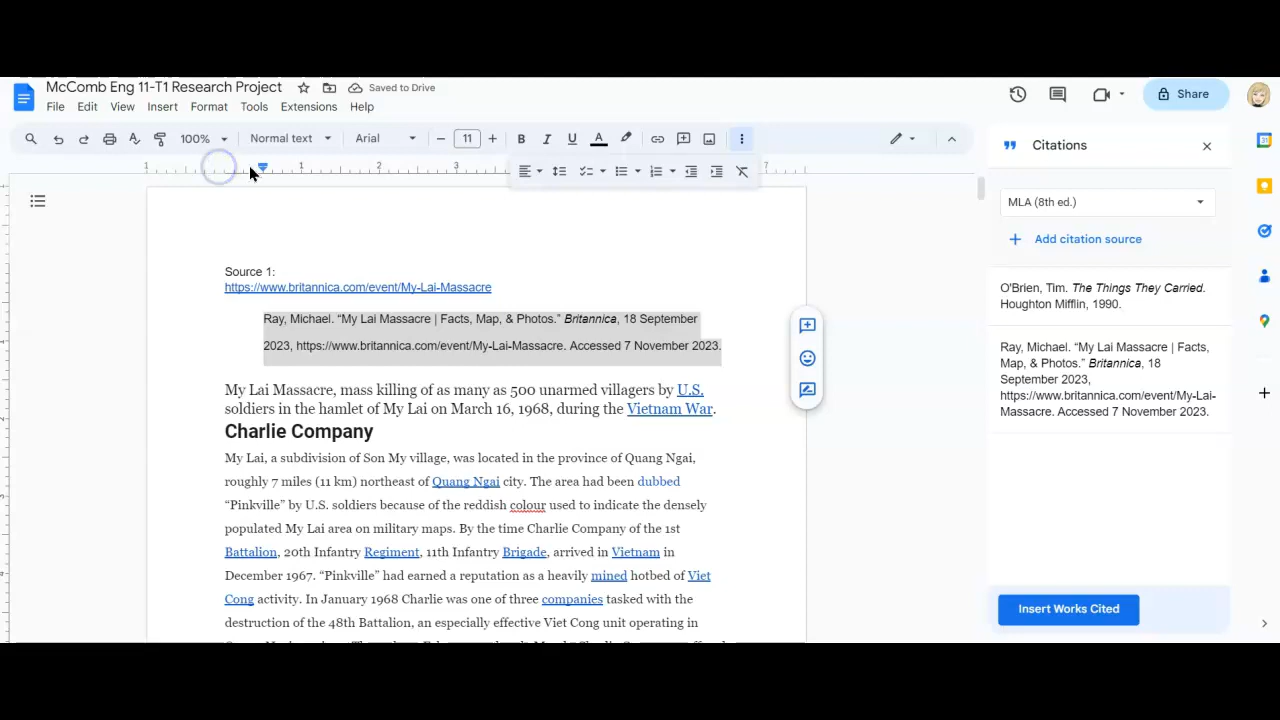 McComb Eng 11-T1 Research Project
Saved to Drive
File Edit View Insert Format Tools Extensions Help
Share
100% Normal text Arial 11
Citations
1 1 2 3 7
MLA (8th ed.)
Add citation source
Source 1:
https://www.britannica.com/event/My-Lai-Massacre
Ray, Michael. “My Lai Massacre | Facts, Map, & Photos.” Britannica, 18 September
2023, https://www.britannica.com/event/My-Lai-Massacre. Accessed 7 November 2023.
My Lai Massacre, mass killing of as many as 500 unarmed villagers by U.S.
soldiers in the hamlet of My Lai on March 16, 1968, during the Vietnam War.
Charlie Company
My Lai, a subdivision of Son My village, was located in the province of Quang Ngai,
roughly 7 miles (11 km) northeast of Quang Ngai city. The area had been dubbed
“Pinkville” by U.S. soldiers because of the reddish colour used to indicate the densely
populated My Lai area on military maps. By the time Charlie Company of the 1st
Battalion, 20th Infantry Regiment, 11th Infantry Brigade, arrived in Vietnam in
December 1967. “Pinkville” had earned a reputation as a heavily mined hotbed of Viet
Cong activity. In January 1968 Charlie was one of three companies tasked with the
destruction of the 48th Battalion, an especially effective Viet Cong unit operating in
O'Brien, Tim. The Things They Carried.
Houghton Mifflin, 1990.
Ray, Michael. “My Lai Massacre | Facts,
Map, & Photos.” Britannica, 18
September 2023,
https://www.britannica.com/event/My-Lai-
Massacre. Accessed 7 November 2023.
Insert Works Cited